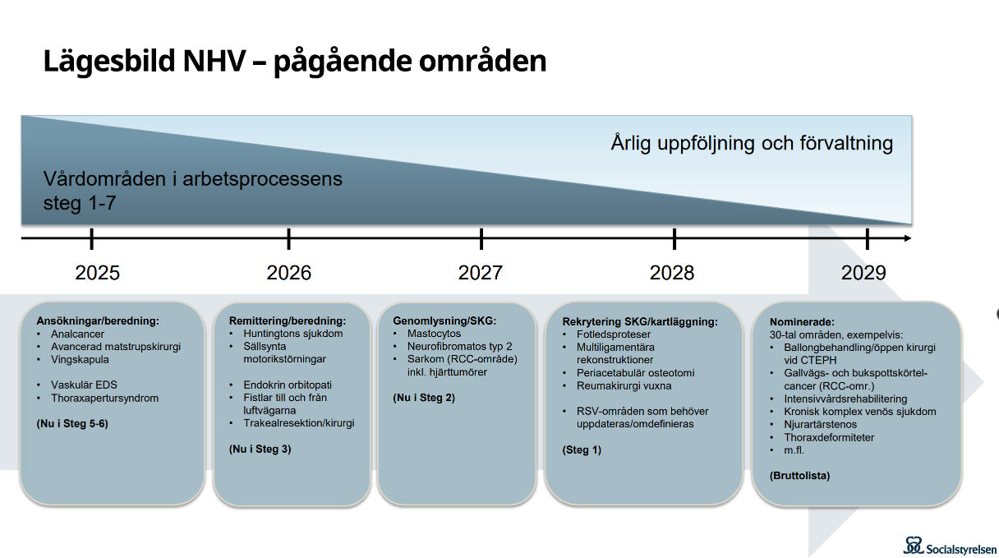 Lägesbild NHV – pågående områden
Årlig uppföljning och förvaltning
Vårdområden i arbetsprocessens
steg 1-7
2025
2026
2027
2028
2029
Ansökningar/beredning:
• Analcancer
• Avancerad matstrupskirurgi
• Vingskapula
• Vaskulär EDS
• Thoraxapertursyndrom
(Nu i Steg 5-6)
Remittering/beredning:
• Huntingtons sjukdom
• Sällsynta
motorikstörningar
• Endokrin orbitopati
• Fistlar till och från
luftvägarna
• Trakealresektion/kirurgi
(Nu i Steg 3)
Genomlysning/SKG:
• Mastocytos
• Neurofibromatos typ 2
• Sarkom (RCC-område)
inkl. hjärttumörer
(Nu i Steg 2)
Rekrytering SKG/kartläggning:
• Fotledsproteser
• Multiligamentära
rekonstruktioner
• Periacetabulär osteotomi
• Reumakirurgi vuxna
• RSV-områden som behöver
uppdateras/omdefinieras
(Steg 1)
Nominerade:
30-tal områden, exempelvis:
• Ballongbehandling/öppen kirurgi
vid CTEPH
• Gallvägs- och bukspottskörtel-
cancer (RCC-omr.)
• Intensivvårdsrehabilitering
• Kronisk komplex venös sjukdom
• Njurartärstenos
• Thoraxdeformiteter
• m.fl.
(Bruttolista)
Socialstyrelsen